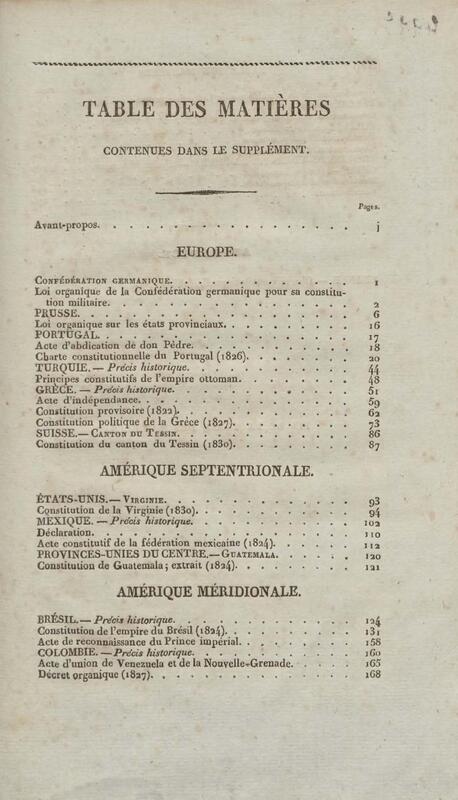 TABLE DES MATIÈRES
CONTENUES DANS LE SUPPLÉMENT.
Pages.
Avant-propos. . . . . . . . . . . . . . . . . j
EUROPE.
CONFÉDÉRATION GERMANIQUE. . . . . . . . . . . . 1
Loi organique de la Confédération germanique pour sa constitu-
tion militaire. . . . . . . . . . . . . . . . 2
PRUSSE. . . . . . . . . . . . . . . . . . 6
Loi organique sur les états provinciaux. . . . . . . . . 16
PORTUGAL. . . . . . . . . . . . . . . . . 17
Acte d'abdication de don Pédre. . . . . . . . . . . 18
Charte constitutionnelle du Portugal (1826). . . . . . . . 20
TURQUIE. — Précis historique. . . . . . . . . . . 44
Principes constitutifs de l'empire ottoman. . . . . . . . 48
GRÈCE. — Précis historique. . . . . . . . . . . . 51
Acte d'indépendance. . . . . . . . . . . . . . 59
Constitution provisoire (1822). . . . . . . . . . . 62
Constitution politique de la Grèce (1827). . . . . . . . 73
SUISSE. — CANTON DU TESSIN. . . . . . . . . . . 86
Constitution du canton du Tessin (1830). . . . . . . . 87
AMÉRIQUE SEPTENTRIONALE.
ÉTATS-UNIS. — VIRGINIE. . . . . . . . . . . . . 93
Constitution de la Virginie (1830). . . . . . . . . . 94
MEXIQUE. — Précis historique. . . . . . . . . . . 102
Déclaration. . . . . . . . . . . . . . . . . 110
Acte constitutif de la fédération mexicaine (1824). . . . . . 112
PROVINCES-UNIES DU CENTRE. — GUATEMALA. . . . . . 120
Constitution de Guatemala; extrait (1824). . . . . . . . 121
AMÉRIQUE MÉRIDIONALE.
BRÉSIL. — Précis historique. . . . . . . . . . . . 124
Constitution de l'empire du Brésil (1824). . . . . . . . 131
Acte de reconnaissance du Prince impérial. . . . . . . . 158
COLOMBIE. — Précis historique. . . . . . . . . . . 160
Acte d'union de Venezuela et de la Nouvelle-Grenade. . . . . 165
Décret organique (1827). . . . . . . . . . . . . 168